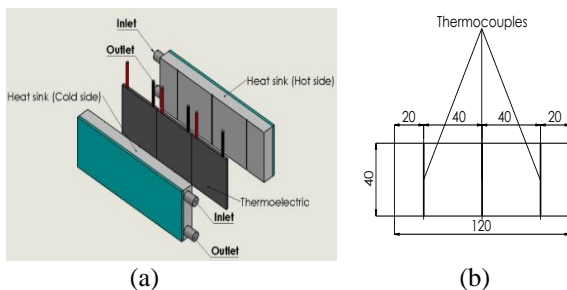 Inlet
Outlet
Heat sink (Hot side)
Heat sink (Cold side)
Thermoelectric
Inlet
Outlet
(a)
Thermocouples
20 40 40 20
40
120
(b)